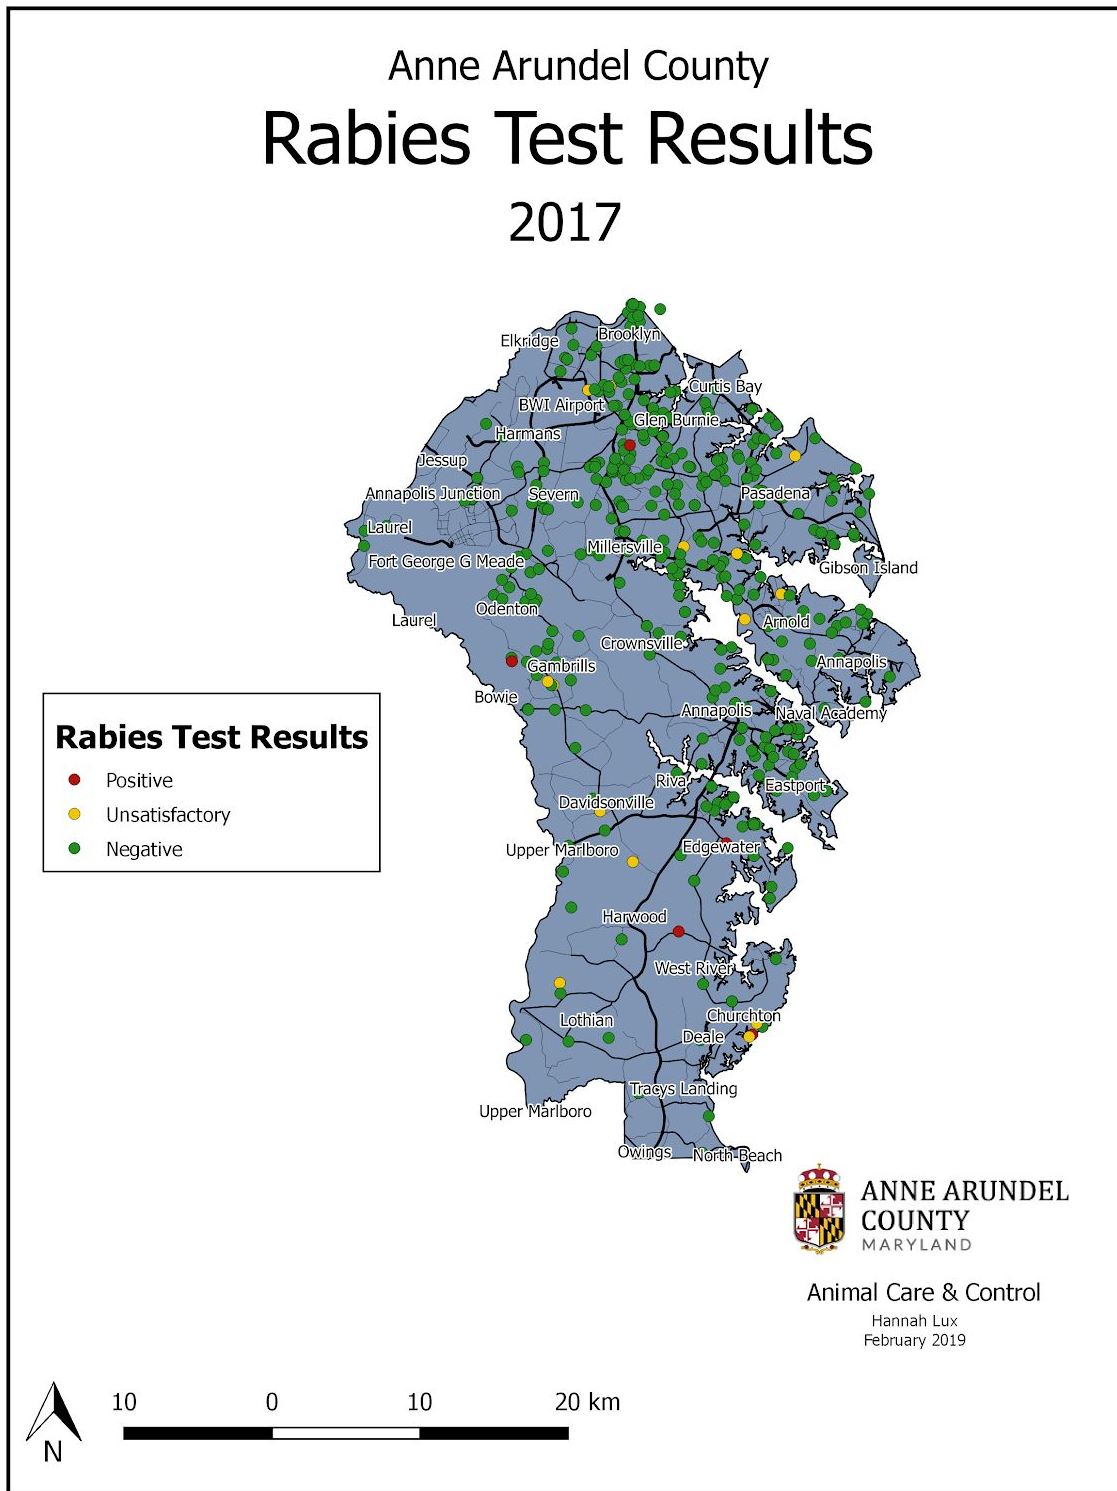 Anne Arundel County
Rabies Test Results
2017
Elkridge
Brooklyn
Curtis Bay
BWI Airport
Glen Burnie
Harmans
Jessup
Annapolis Junction
Severn
Pasadena
Laurel
Millersville
Fort George G Meade
Gibson Island
Odenton
Laurel
Arnold
Crownsville
Gambrills
Annapolis
Bowie
Annapolis
Naval Academy
Riva
Eastport
Davidsonville
Upper Marlboro
Edgewater
Harwood
West River
Lothian
Churchton
Deale
Tracys Landing
Upper Marlboro
Owings
North Beach
Rabies Test Results
Positive
Unsatisfactory
Negative
ANNE ARUNDEL
COUNTY
MARYLAND
Animal Care & Control
Hannah Lux
February 2019
10 0 10 20 km
N